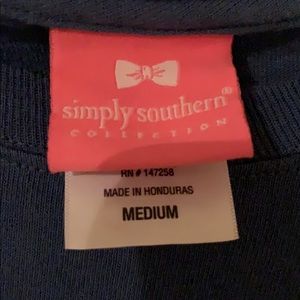 simply southern®
COLLECTION
RN # 147258
MADE IN HONDURAS
MEDIUM